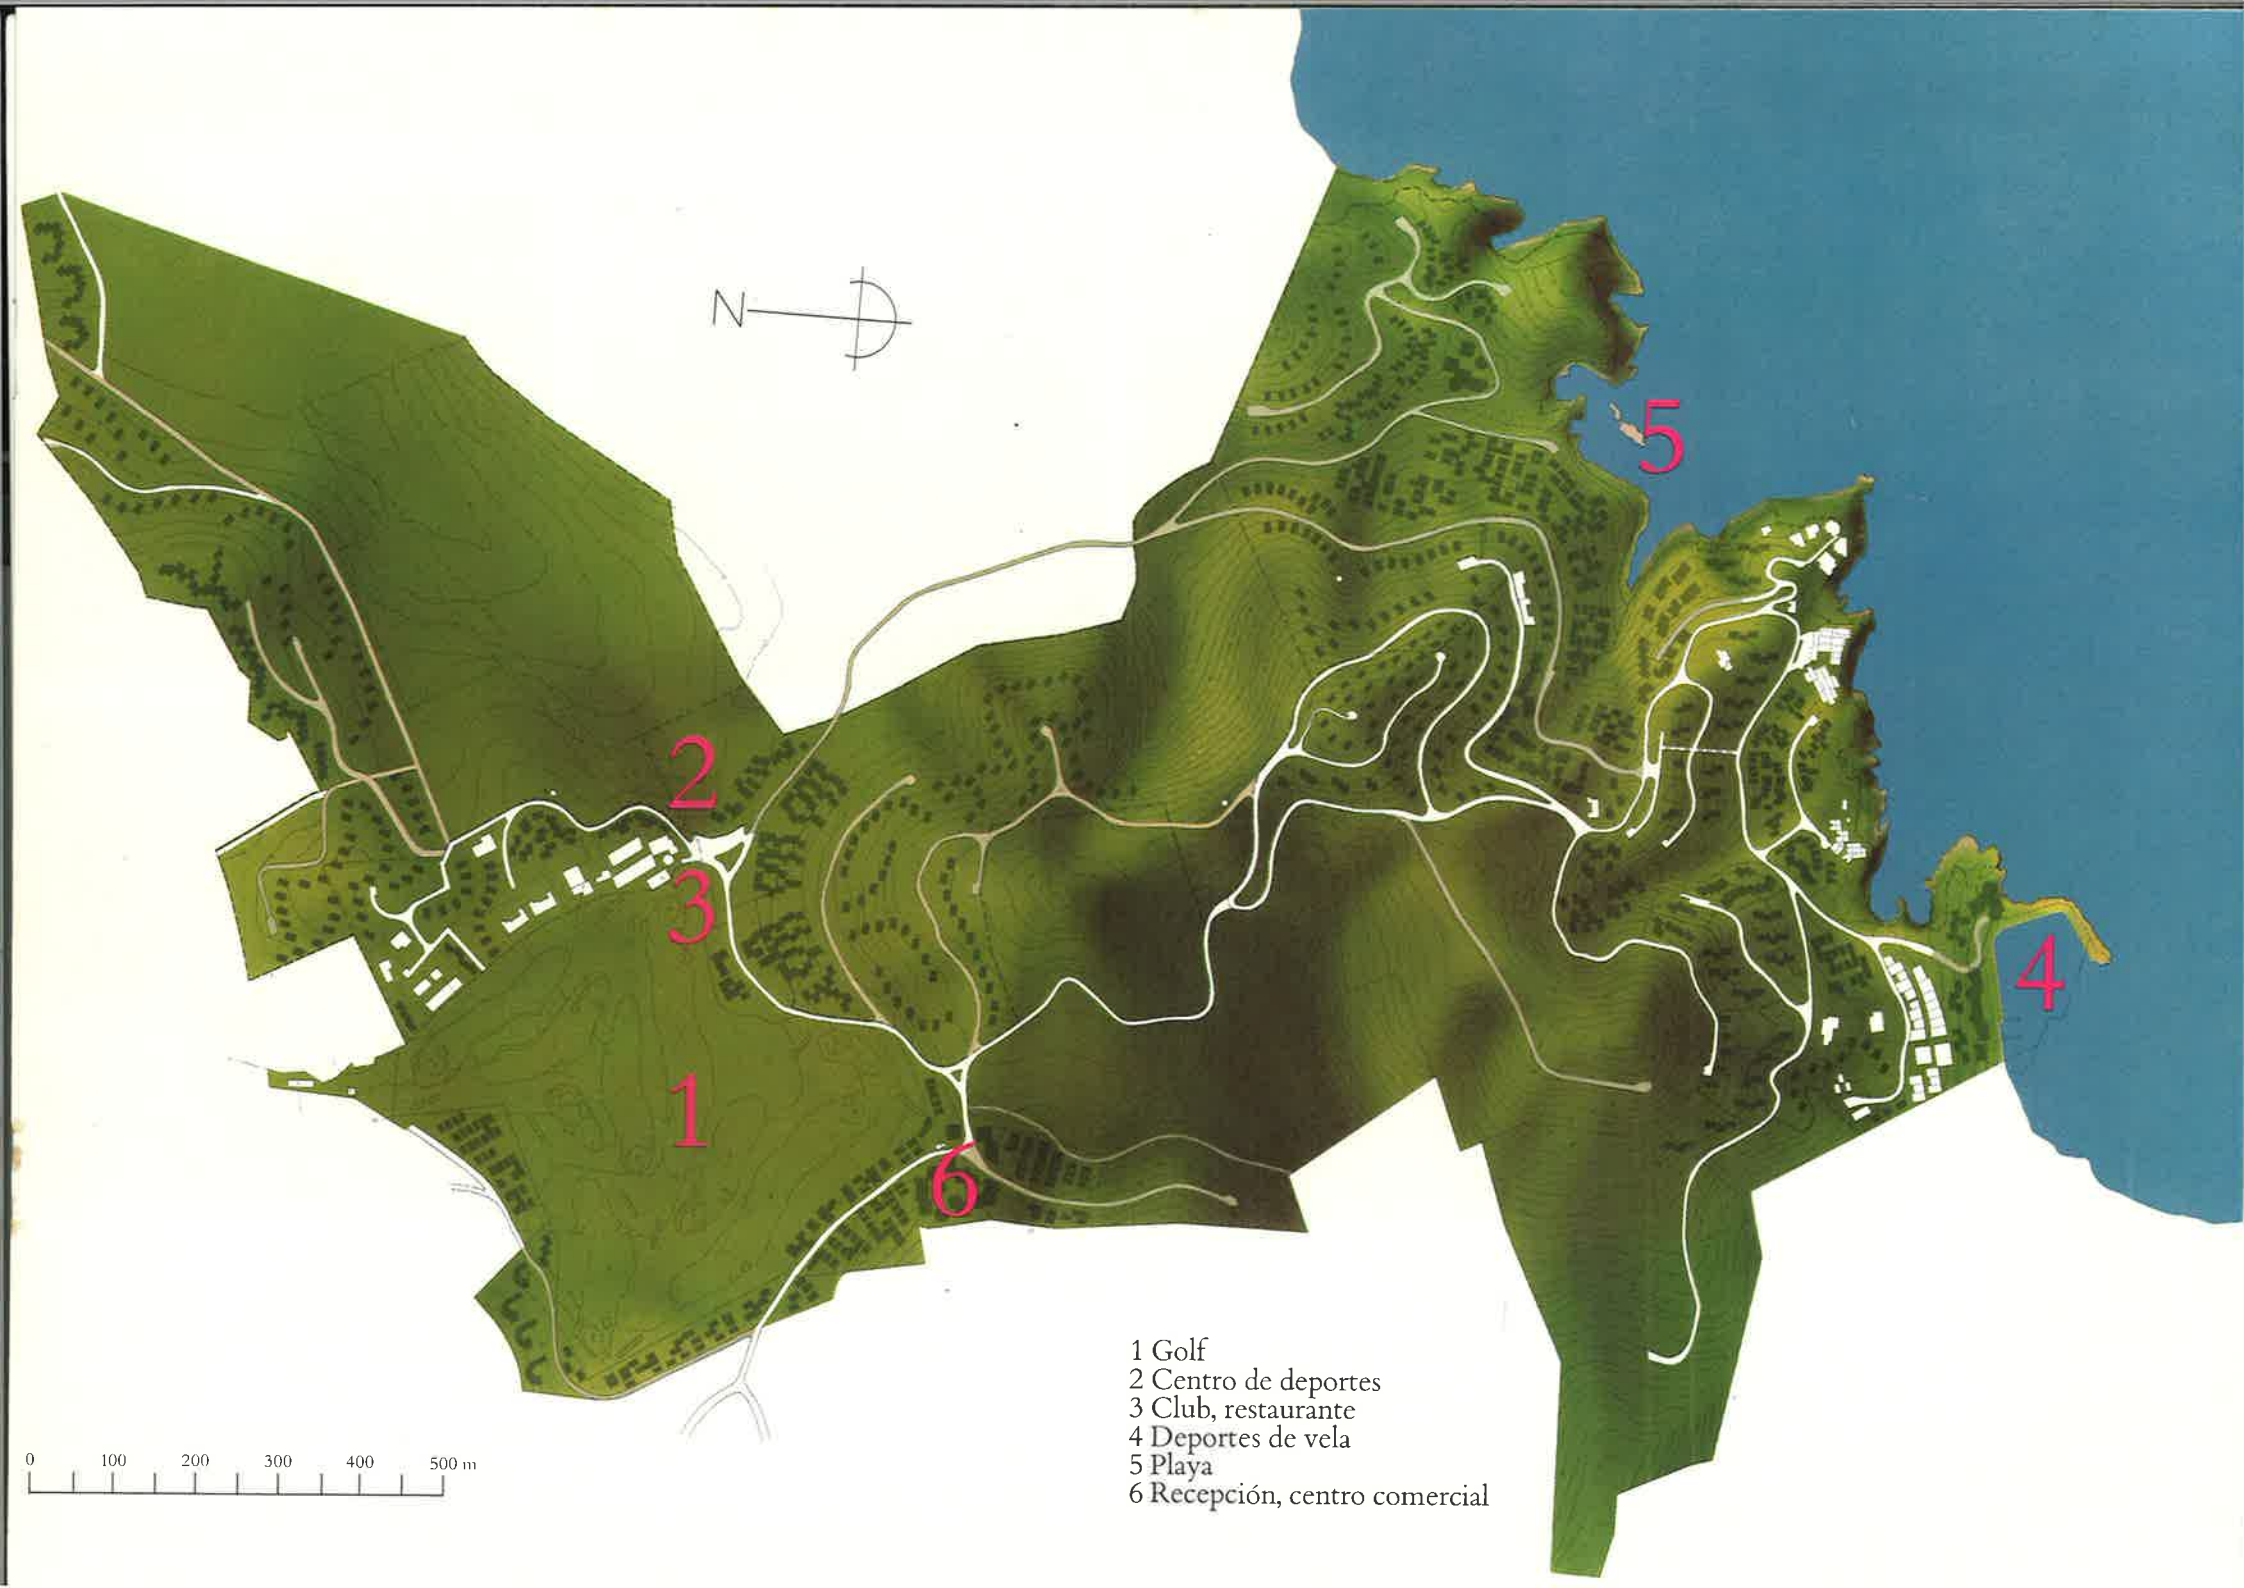 N
5
2
3
4
1
6
1 Golf
2 Centro de deportes
3 Club, restaurante
4 Deportes de vela
5 Playa
6 Recepción, centro comercial
0 100 200 300 400 500 m